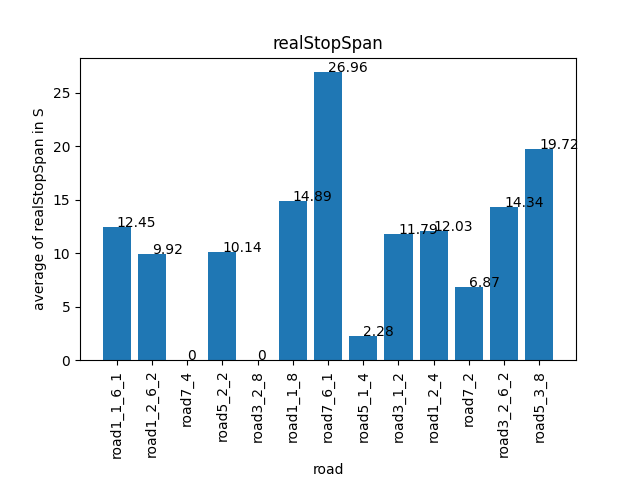 realStopSpan
average of realStopSpan in S
25
20
15
10
5
0
12.45
9.92
0
10.14
0
14.89
26.96
2.28
11.79
12.03
6.87
14.34
19.72
road1_1_6_1
road1_2_6_2
road7_4
road5_2_2
road3_2_8
road1_1_8
road7_6_1
road5_1_4
road3_1_2
road1_2_4
road7_2
road3_2_6_2
road5_3_8
road